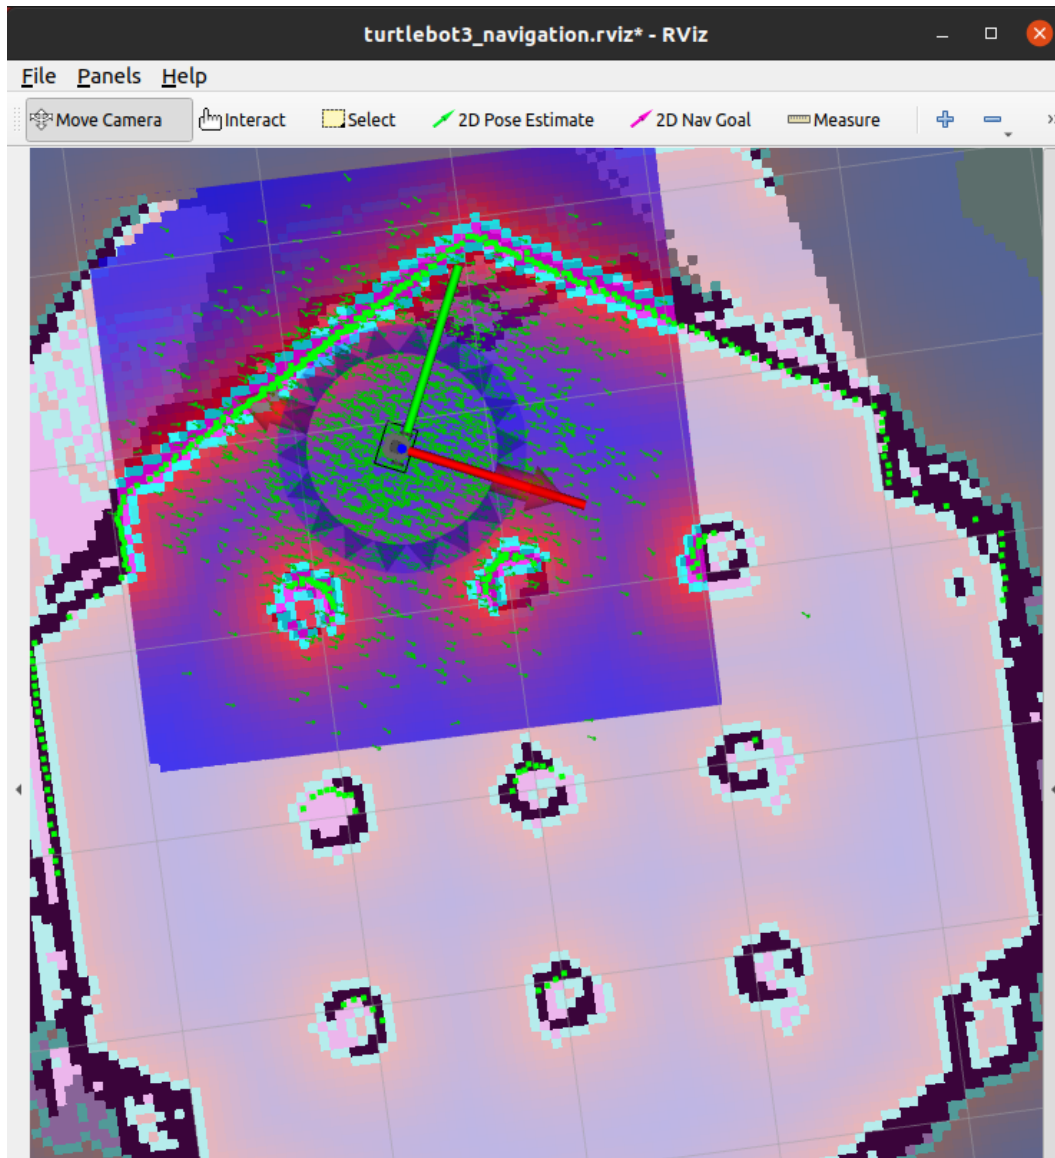 turtlebot3_navigation.rviz* - RViz
File Panels Help
Move Camera Interact Select 2D Pose Estimate 2D Nav Goal Measure